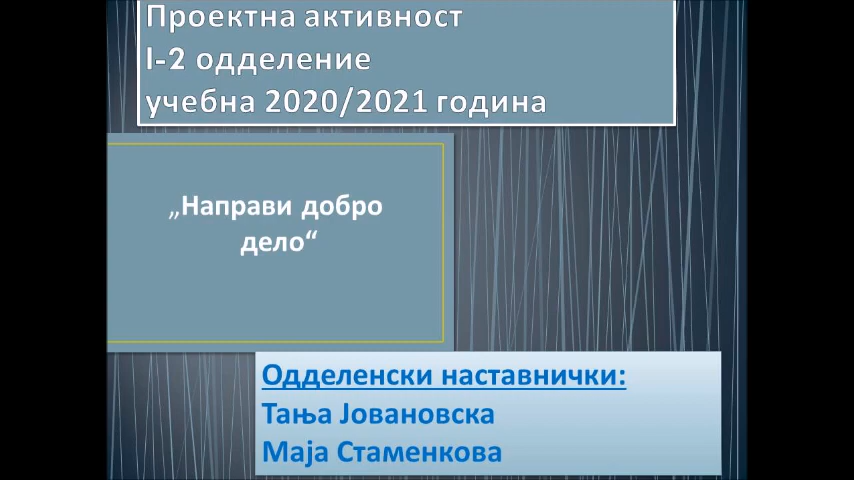 Проектна активност
I-2 одделение
учебна 2020/2021 година
„Направи добро
дело“
Одделенски наставнички:
Тања Јовановска
Маја Стаменкова